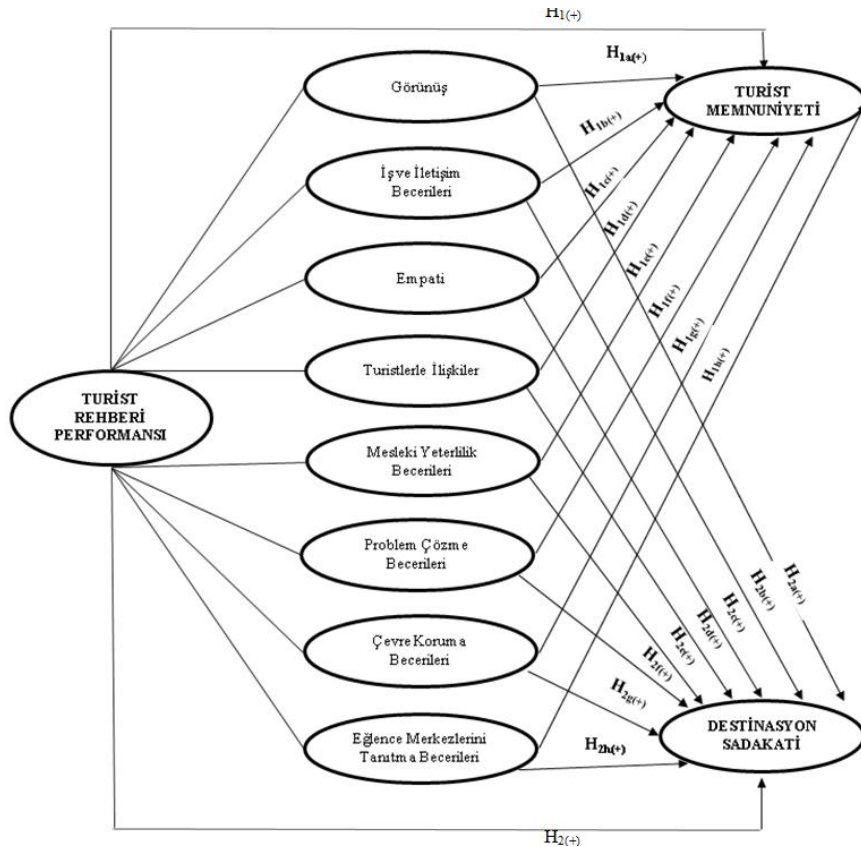 H1(+)
Görünüş
H1a(+)
TURİST
MEMNUNİYETİ
İş ve İletişim
Becerileri
H1b(+)
H1c(+)
H1d(+)
Empati
H1e(+)
H1f(+)
H1g(+)
H1h(+)
Turistlerle İlişkiler
TURİST
REHBERİ
PERFORMANSI
Mesleki Yeterlilik
Becerileri
Problem Çözme
Becerileri
H2a(+)
H2b(+)
H2c(+)
H2d(+)
H2e(+)
H2f(+)
Çevre Koruma
Becerileri
H2g(+)
Eğlence Merkezlerini
Tanıtma Becerileri
H2h(+)
DESTİNASYON
SADAKATİ
H2(+)